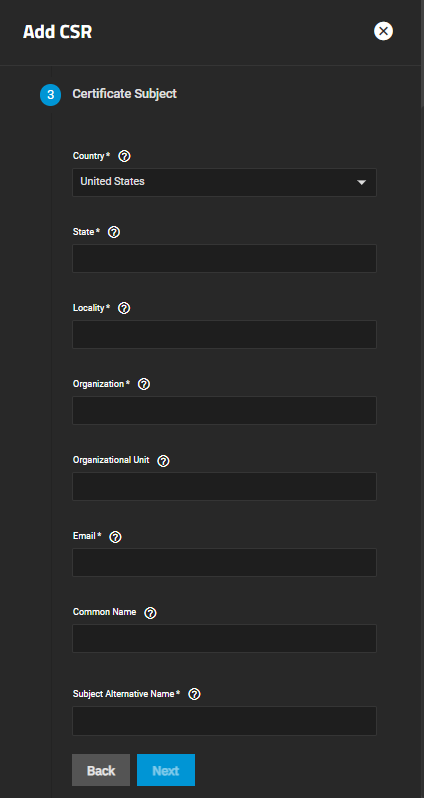 Add CSR
3 Certificate Subject
Country *
United States
State *
Locality *
Organization *
Organizational Unit
Email *
Common Name
Subject Alternative Name *
Back Next